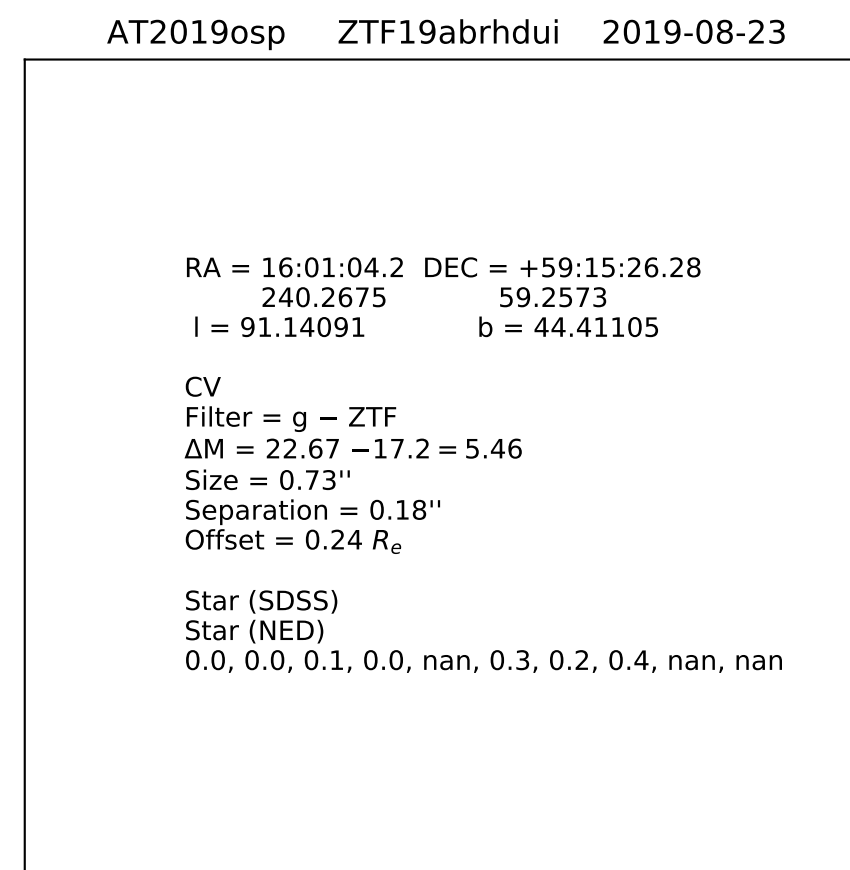 AT2019osp ZTF19abrhdui 2019-08-23
RA = 16:01:04.2 DEC = +59:15:26.28
240.2675 59.2573
l = 91.14091 b = 44.41105
CV
Filter = g − ZTF
ΔM = 22.67 −17.2 = 5.46
Size = 0.73''
Separation = 0.18''
Offset = 0.24 Rₑ
Star (SDSS)
Star (NED)
0.0, 0.0, 0.1, 0.0, nan, 0.3, 0.2, 0.4, nan, nan